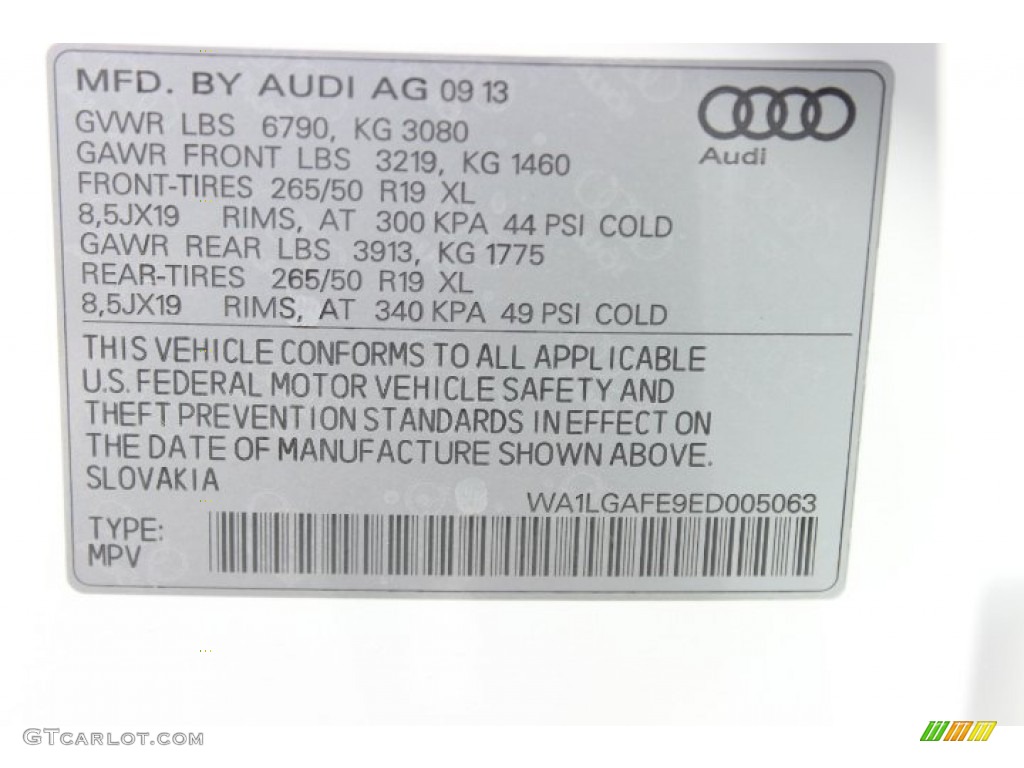 MFD. BY AUDI AG 09 13
GVWR LBS 6790, KG 3080
GAWR FRONT LBS 3219, KG 1460
FRONT-TIRES 265/50 R19 XL
8,5JX19 RIMS, AT 300 KPA 44 PSI COLD
GAWR REAR LBS 3913, KG 1775
REAR-TIRES 265/50 R19 XL
8,5JX19 RIMS, AT 340 KPA 49 PSI COLD
Audi
THIS VEHICLE CONFORMS TO ALL APPLICABLE
U.S. FEDERAL MOTOR VEHICLE SAFETY AND
THEFT PREVENTION STANDARDS IN EFFECT ON
THE DATE OF MANUFACTURE SHOWN ABOVE.
SLOVAKIA
WA1LGAFE9ED005063
TYPE:
MPV
GTCARLOT.COM